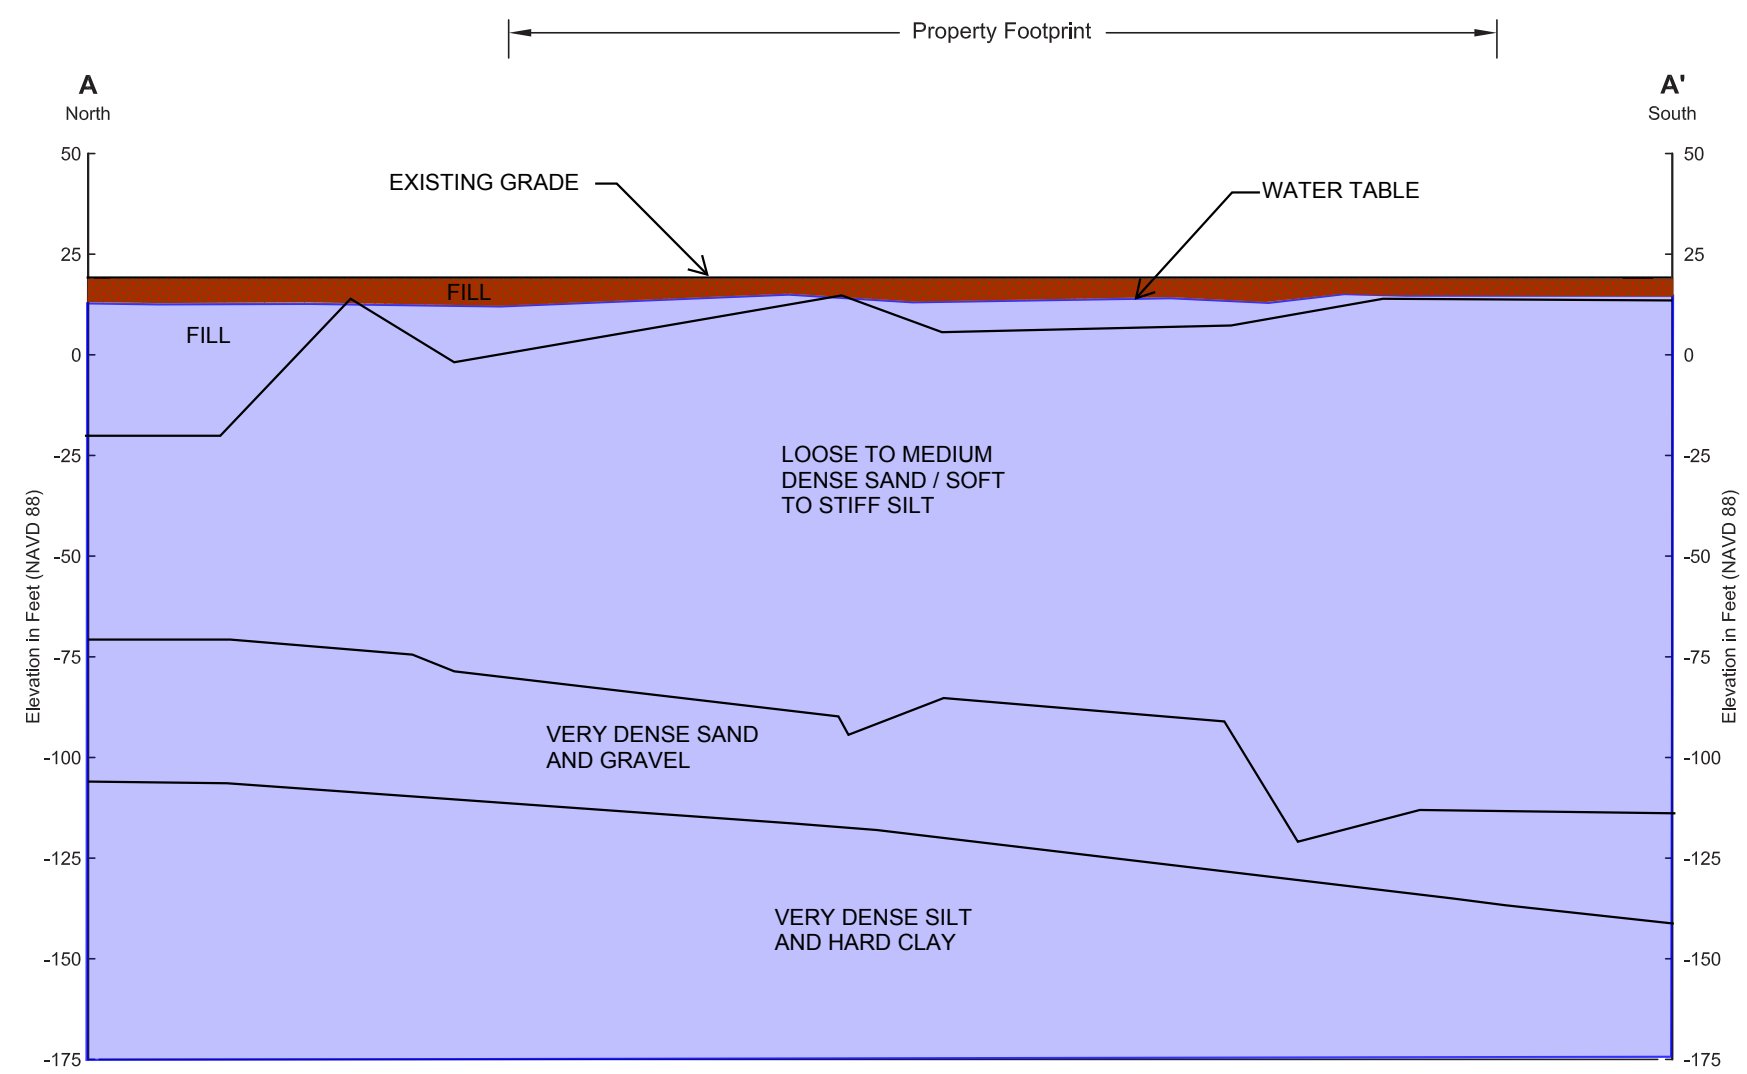 Property Footprint
A
North
A'
South
50
50
EXISTING GRADE
WATER TABLE
25
25
FILL
FILL
0
0
LOOSE TO MEDIUM
DENSE SAND / SOFT
TO STIFF SILT
-25
-25
Elevation in Feet (NAVD 88)
Elevation in Feet (NAVD 88)
-50
-50
-75
-75
VERY DENSE SAND
AND GRAVEL
-100
-100
-125
-125
VERY DENSE SILT
AND HARD CLAY
-150
-150
-175
-175